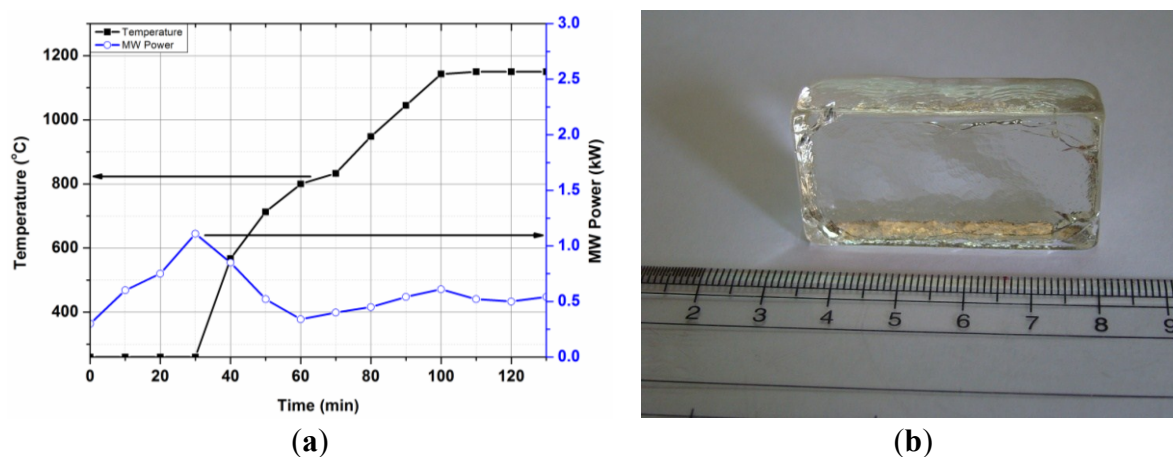 Temperature
MW Power
Temperature (°C)
1200
1000
800
600
400
MW Power (kW)
3.0
2.5
2.0
1.5
1.0
0.5
0.0
0 20 40 60 80 100 120
Time (min)
(a)
2 3 4 5 6 7 8 9
(b)